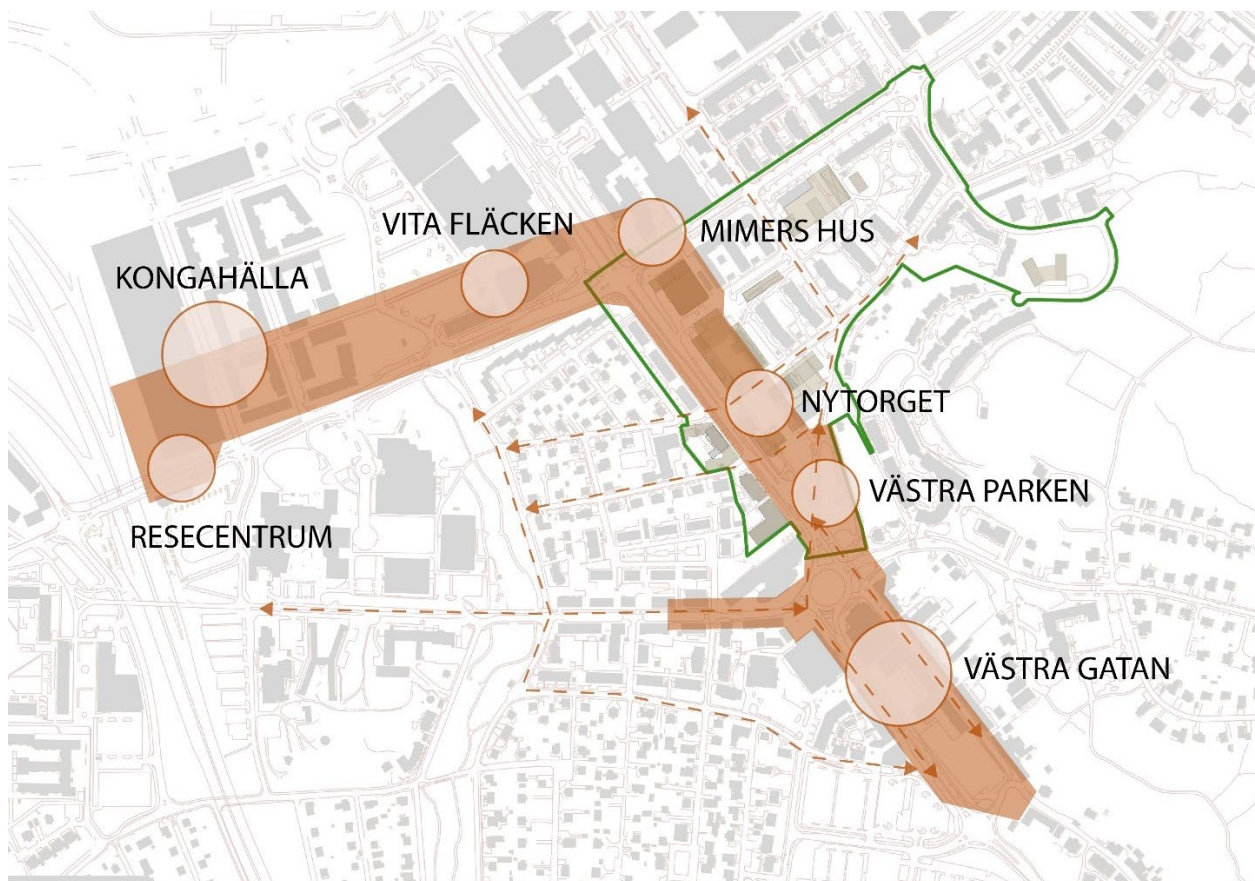 VITA FLÄCKEN
MIMERS HUS
KONGAHÄLLA
NYTORGET
VÄSTRA PARKEN
RESECENTRUM
VÄSTRA GATAN